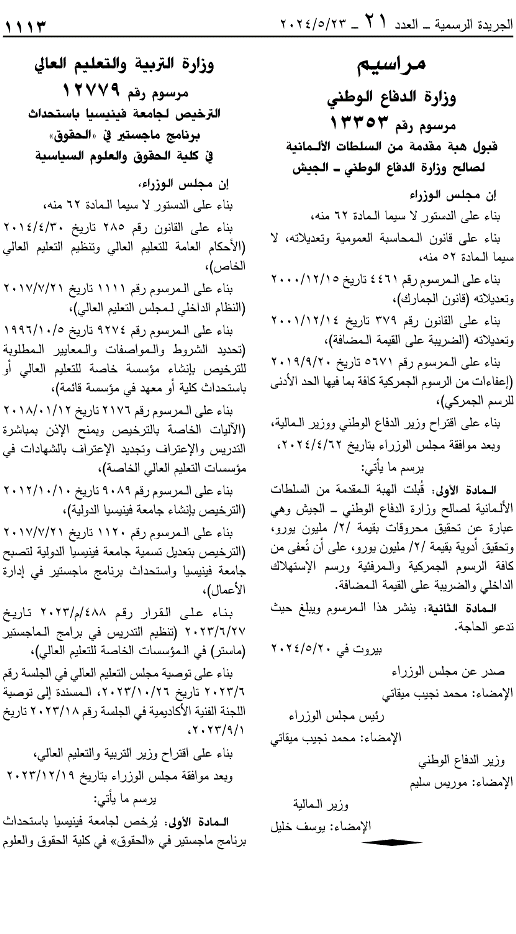 الجريدة الرسمية ــ العدد ٢١ ــ ٢٠٢٤/٥/٢٣
١١١٣
مراسيم
وزارة الدفاع الوطني
مرسوم رقم ١٣٣٥٣
قبول هبة مقدمة من السلطات الألمانية
لصالح وزارة الدفاع الوطني ــ الجيش
إن مجلس الوزراء
بناء على الدستور لا سيما المادة ٦٢ منه،
بناء على قانون المحاسبة العمومية وتعديلاته، لا
سيما المادة ٥٢ منه،
بناء على المرسوم رقم ٤٤٦١ تاريخ ٢٠٠٠/١٢/١٥
وتعديلاته (قانون الجمارك)،
بناء على القانون رقم ٣٧٩ تاريخ ٢٠٠١/١٢/١٤
وتعديلاته (الضريبة على القيمة المضافة)،
بناء على المرسوم رقم ٥٦٧١ تاريخ ٢٠١٩/٩/٢٠
(إعفاءات من الرسوم الجمركية كافة بما فيها الحد الأدنى
للرسم الجمركي)،
بناء على اقتراح وزير الدفاع الوطني ووزير المالية،
وبعد موافقة مجلس الوزراء بتاريخ ٢٠٢٤/٤/٦٢،
يرسم ما يأتي:
المادة الأولى: قُبلت الهبة المقدمة من السلطات
الألمانية لصالح وزارة الدفاع الوطني ــ الجيش وهي
عبارة عن تحقيق محروقات بقيمة /٢/ مليون يورو،
وتحقيق أدوية بقيمة /٢/ مليون يورو، على أن تُعفى من
كافة الرسوم الجمركية والمرفئية ورسم الإستهلاك
الداخلي والضريبة على القيمة المضافة.
المادة الثانية: ينشر هذا المرسوم ويبلغ حيث
تدعو الحاجة.
بيروت في ٢٠٢٤/٥/٢٠
صدر عن مجلس الوزراء
الإمضاء: محمد نجيب ميقاتي
رئيس مجلس الوزراء
الإمضاء: محمد نجيب ميقاتي
وزير الدفاع الوطني
الإمضاء: موريس سليم
وزير المالية
الإمضاء: يوسف خليل
وزارة التربية والتعليم العالي
مرسوم رقم ١٢٧٧٩
الترخيص لجامعة فينيسيا باستحداث
برنامج ماجستير في «الحقوق»
في كلية الحقوق والعلوم السياسية
إن مجلس الوزراء،
بناء على الدستور لا سيما المادة ٦٢ منه،
بناء على القانون رقم ٢٨٥ تاريخ ٢٠١٤/٤/٣٠
(الأحكام العامة للتعليم العالي وتنظيم التعليم العالي
الخاص)،
بناء على المرسوم رقم ١١١١ تاريخ ٢٠١٧/٧/٢١
(النظام الداخلي لمجلس التعليم العالي)،
بناء على المرسوم رقم ٩٢٧٤ تاريخ ١٩٩٦/١٠/٥
(تحديد الشروط والمواصفات والمعايير المطلوبة
للترخيص بإنشاء مؤسسة خاصة للتعليم العالي أو
باستحداث كلية أو معهد في مؤسسة قائمة)،
بناء على المرسوم رقم ٢١٧٦ تاريخ ٢٠١٨/٠١/١٢
(الآليات الخاصة بالترخيص وبمنح الإذن بمباشرة
التدريس والإعتراف وتجديد الإعتراف بالشهادات في
مؤسسات التعليم العالي الخاصة)،
بناء على المرسوم رقم ٩٠٨٩ تاريخ ٢٠١٢/١٠/١٠
(الترخيص بإنشاء جامعة فينيسيا الدولية)،
بناء على المرسوم رقم ١١٢٠ تاريخ ٢٠١٧/٧/٢١
(الترخيص بتعديل تسمية جامعة فينيسيا الدولية لتصبح
جامعة فينيسيا واستحداث برنامج ماجستير في إدارة
الأعمال)،
بناء على القرار رقم ٤٨٨/م/٢٠٢٣ تاريخ
٢٠٢٣/٦/٢٧ (تنظيم التدريس في برامج الماجستير
(ماستر) في المؤسسات الخاصة للتعليم العالي)،
بناء على توصية مجلس التعليم العالي في الجلسة رقم
٢٠٢٣/٦ تاريخ ٢٠٢٣/١٠/٢٦، المسندة إلى توصية
اللجنة الفنية الأكاديمية في الجلسة رقم ٢٠٢٣/١٨ تاريخ
٢٠٢٣/٩/١،
بناء على اقتراح وزير التربية والتعليم العالي،
وبعد موافقة مجلس الوزراء بتاريخ ٢٠٢٣/١٢/١٩
يرسم ما يأتي:
المادة الأولى: يُرخص لجامعة فينيسيا باستحداث
برنامج ماجستير في «الحقوق» في كلية الحقوق والعلوم